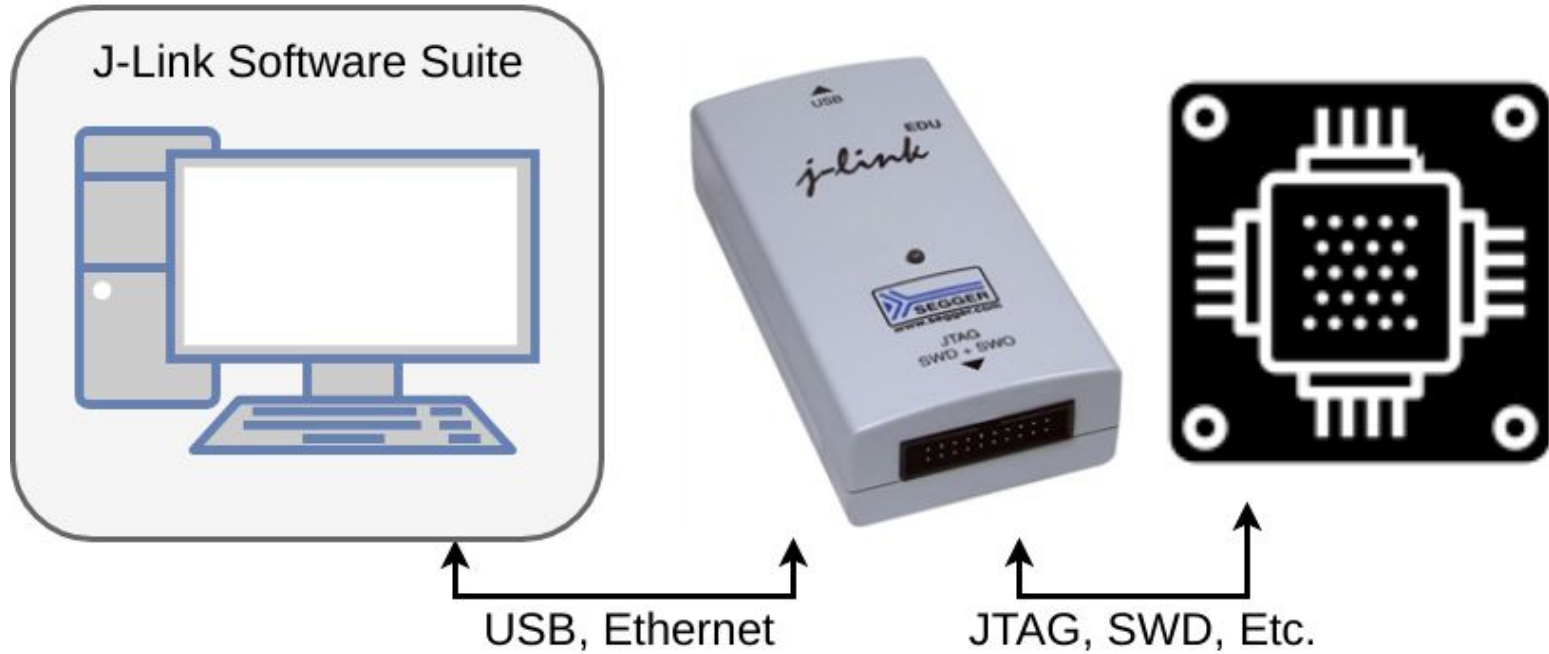 J-Link Software Suite
USB
EDU
j-link
SEGGER
www.segger.com
JTAG
SWD + SWO
USB, Ethernet
JTAG, SWD, Etc.